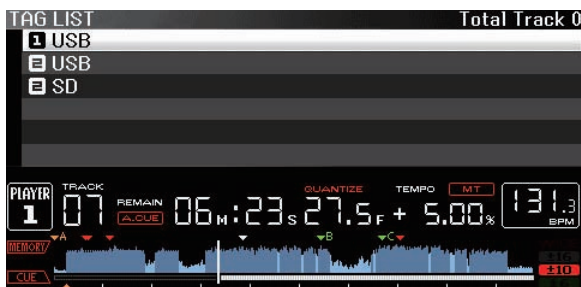 TAG LIST Total Track 0
1 USB
2 USB
2 SD
PLAYER 1 TRACK 07 REMAIN A.CUE 06M:23S27.5F QUANTIZE TEMPO MT + 5.00% 131.3 BPM
MEMORY A B C
CUE ±16
±10